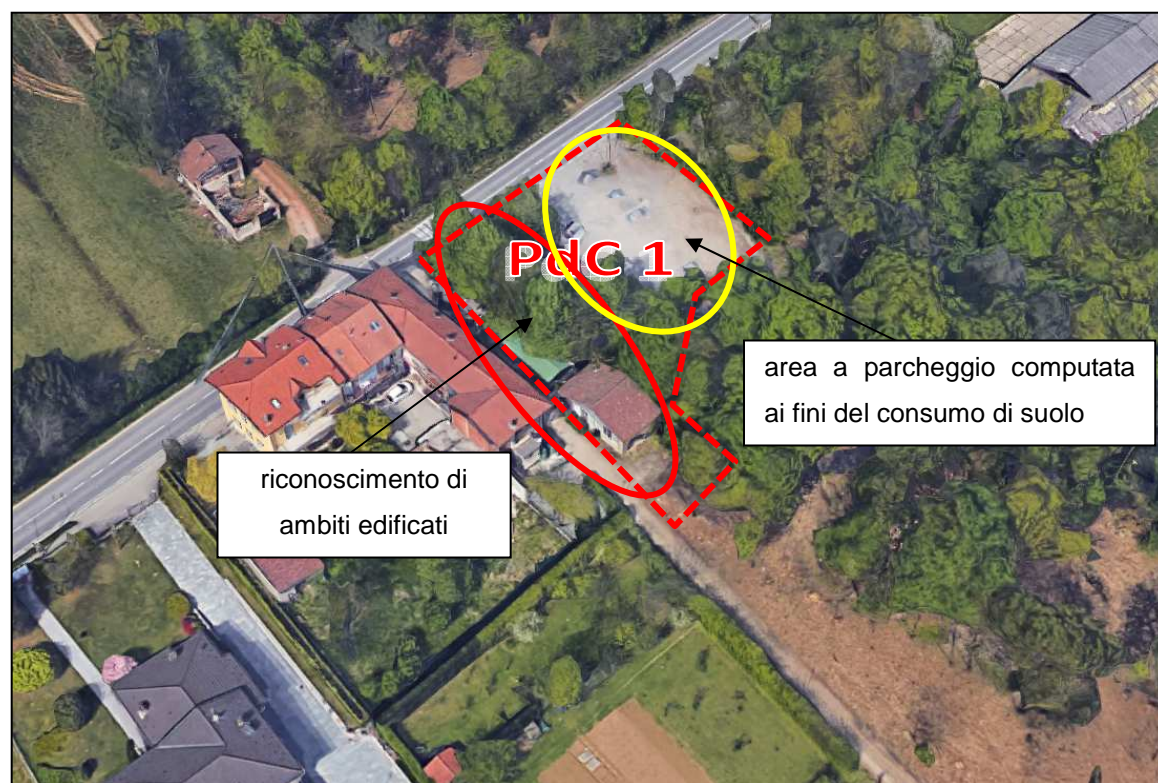 PdC 1
area a parcheggio computata
ai fini del consumo di suolo
riconoscimento di
ambiti edificati